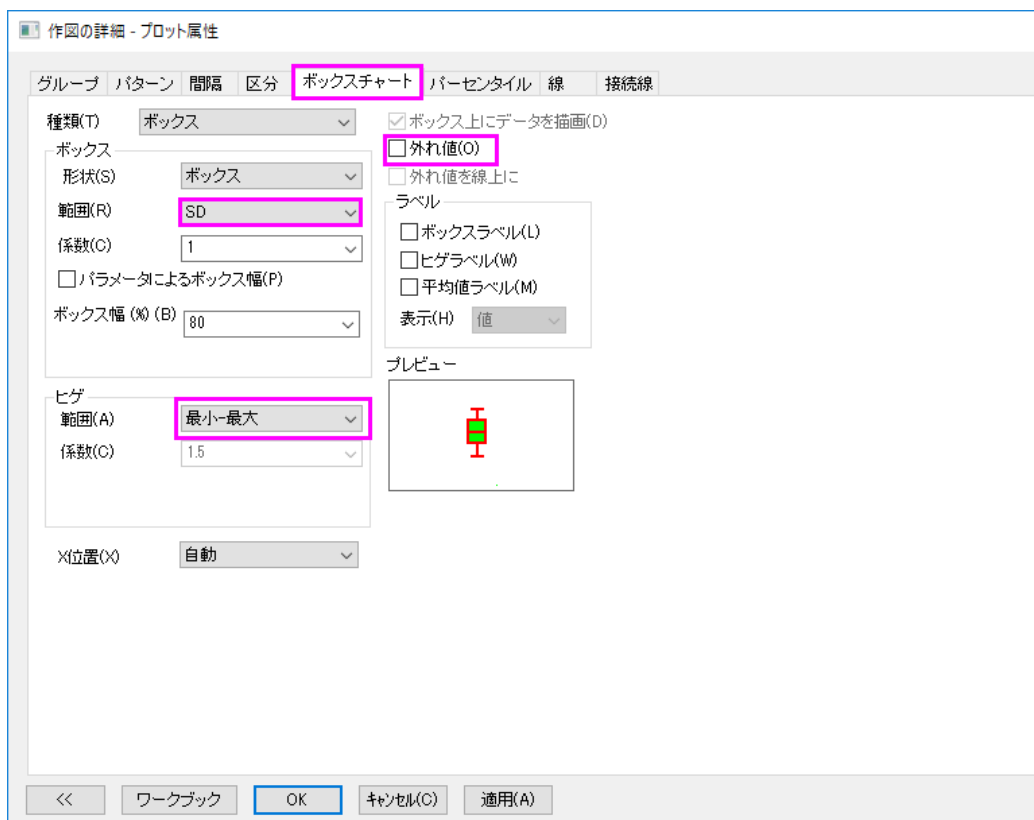 作図の詳細 - プロット属性
グループ パターン 間隔 区分 ボックスチャート パーセンタイル 線 接続線
種類(T) ボックス
ボックス
形状(S) ボックス
範囲(R) SD
係数(C) 1
パラメータによるボックス幅(P)
ボックス幅 (%) (B) 80
ヒゲ
範囲(A) 最小-最大
係数(C) 1.5
X位置(X) 自動
ボックス上にデータを描画(D)
外れ値(O)
外れ値を線上に
ラベル
ボックスラベル(L)
ヒゲラベル(W)
平均値ラベル(M)
表示(H) 値
プレビュー
<< ワークブック OK キャンセル(C) 適用(A)